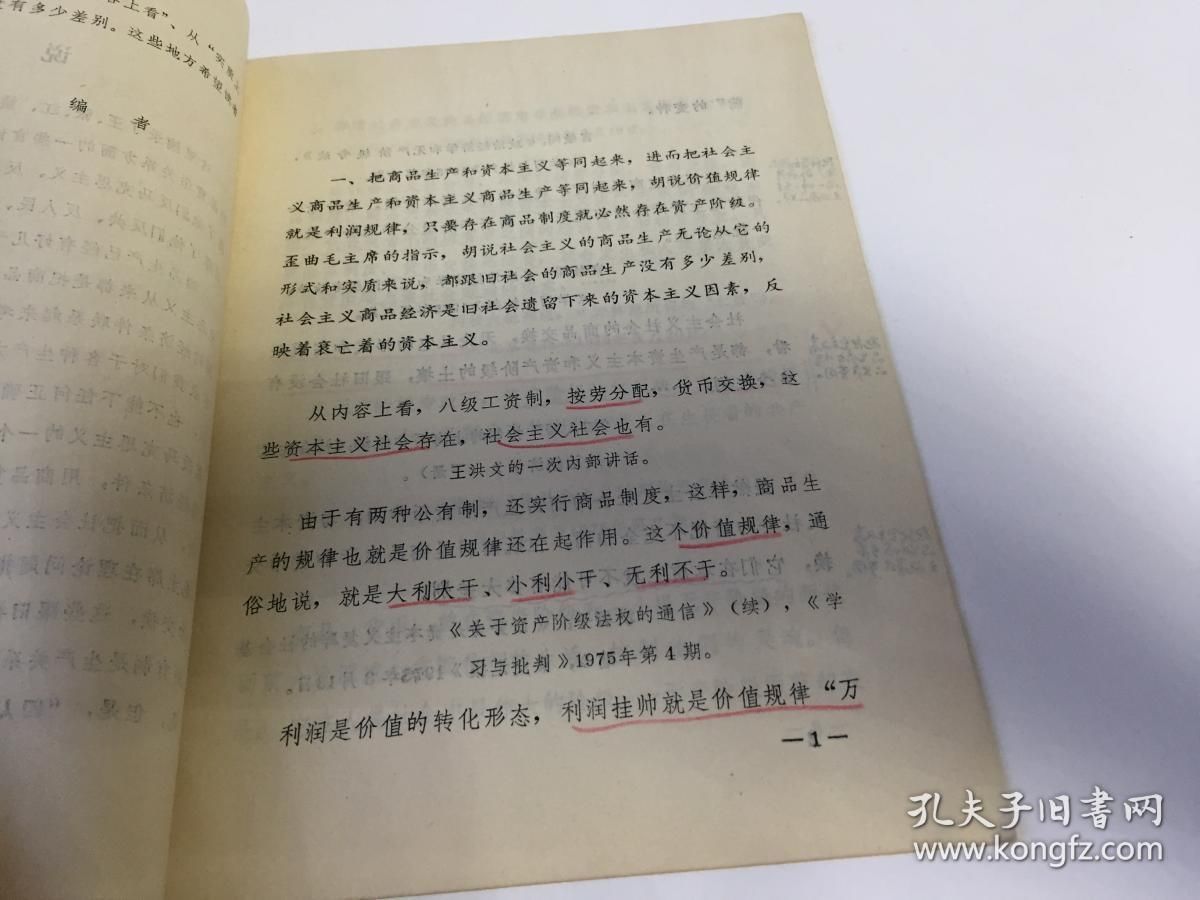 容上看”、从“实质上
有多少差别。这些地方希望读者
编 者
一、把商品生产和资本主义等同起来，进而把社会主
义商品生产和资本主义商品生产等同起来，胡说价值规律
就是利润规律，只要存在商品制度就必然存在资产阶级。
歪曲毛主席的指示，胡说社会主义的商品生产无论从它的
形式和实质来说，都跟旧社会的商品生产没有多少差别，
社会主义商品经济是旧社会遗留下来的资本主义因素，反
映着衰亡着的资本主义。
从内容上看，八级工资制，按劳分配，货币交换，这
些资本主义社会存在，社会主义社会也有。
王洪文的一次内部讲话。
由于有两种公有制，还实行商品制度，这样，商品生
产的规律也就是价值规律还在起作用。这个价值规律，通
俗地说，就是大利大干、小利小干、无利不干。
《关于资产阶级法权的通信》（续），《学
习与批判》1975年第4期。
利润是价值的转化形态，利润挂帅就是价值规律“万
—1—
孔夫子旧书网
www.kongfz.com